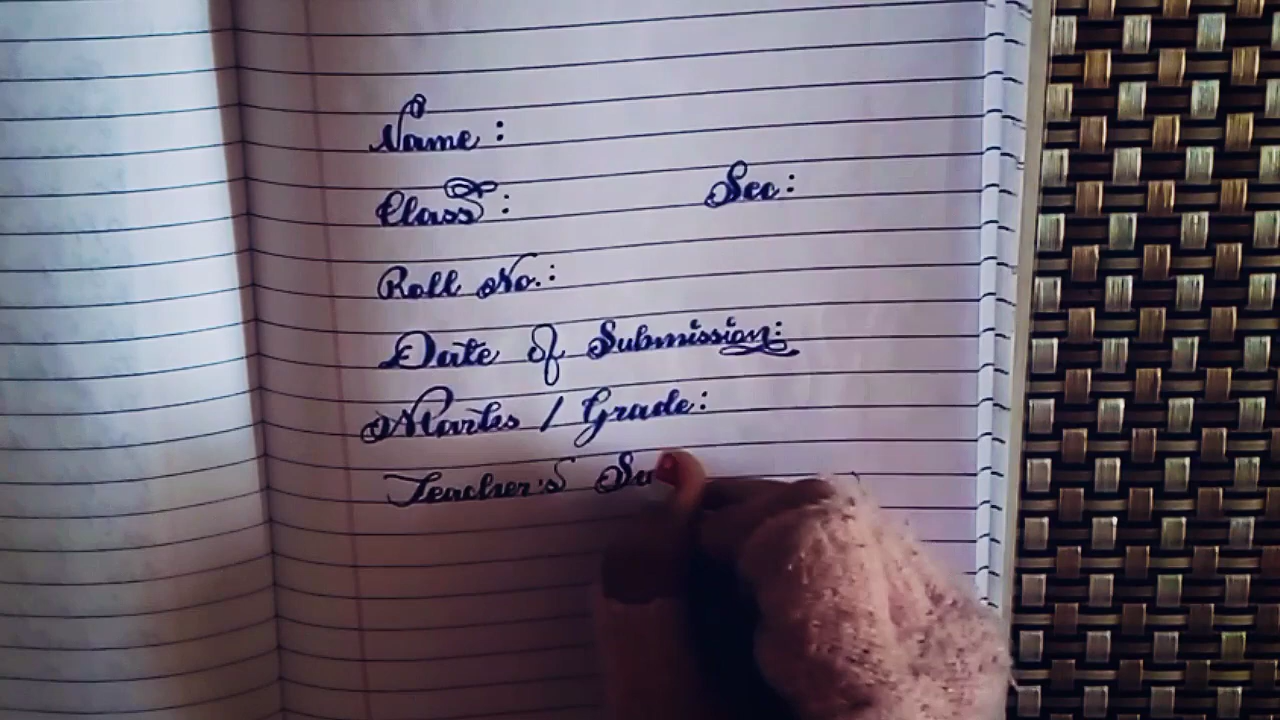 Name :
Class : Sec:
Roll No.:
Date of Submission:
Marks / Grade:
Teacher's